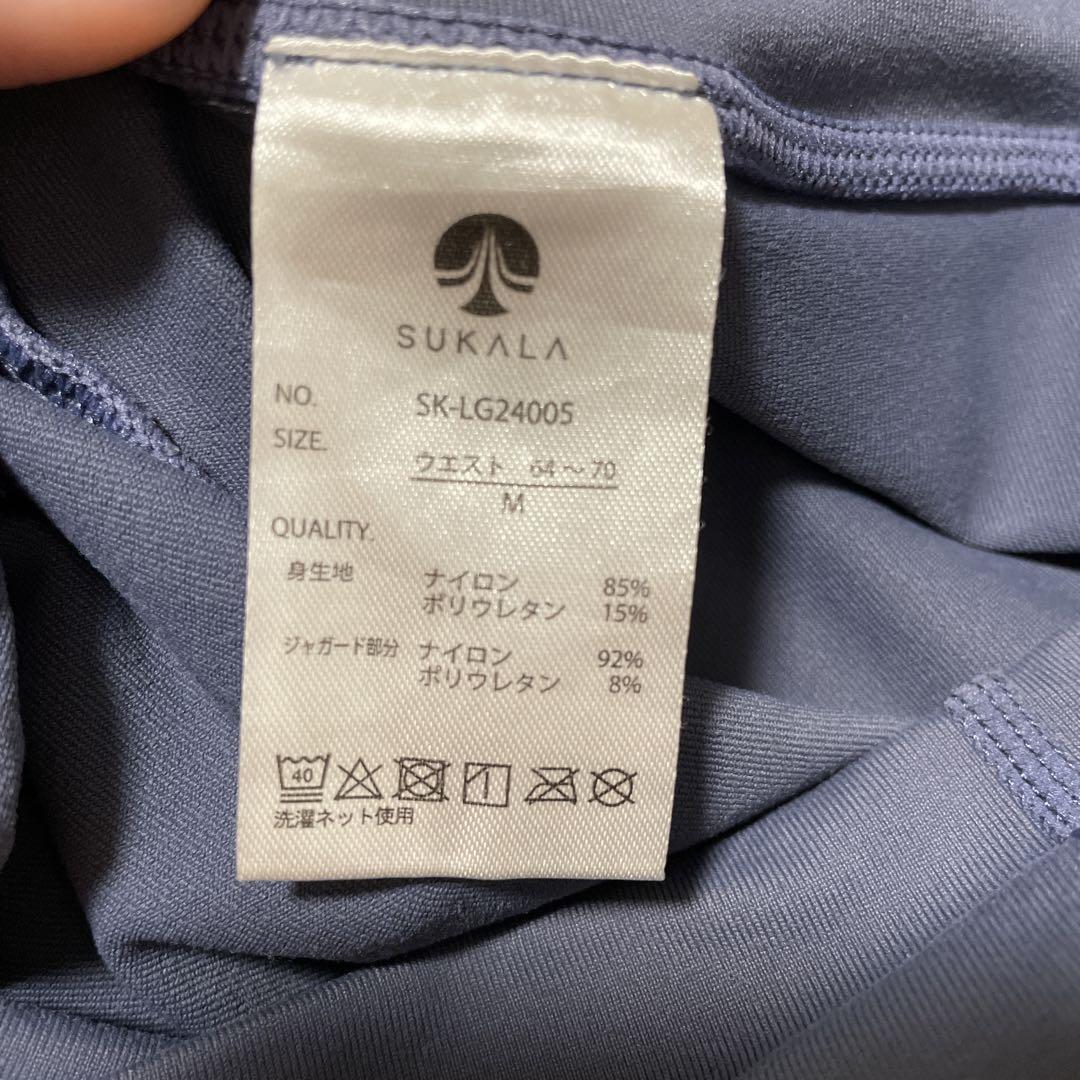 SUKALA
NO. SK-LG24005
SIZE. ウエスト 64～70
M
QUALITY.
身生地 ナイロン 85%
ポリウレタン 15%
ジャガード部分 ナイロン 92%
ポリウレタン 8%
40
洗濯ネット使用